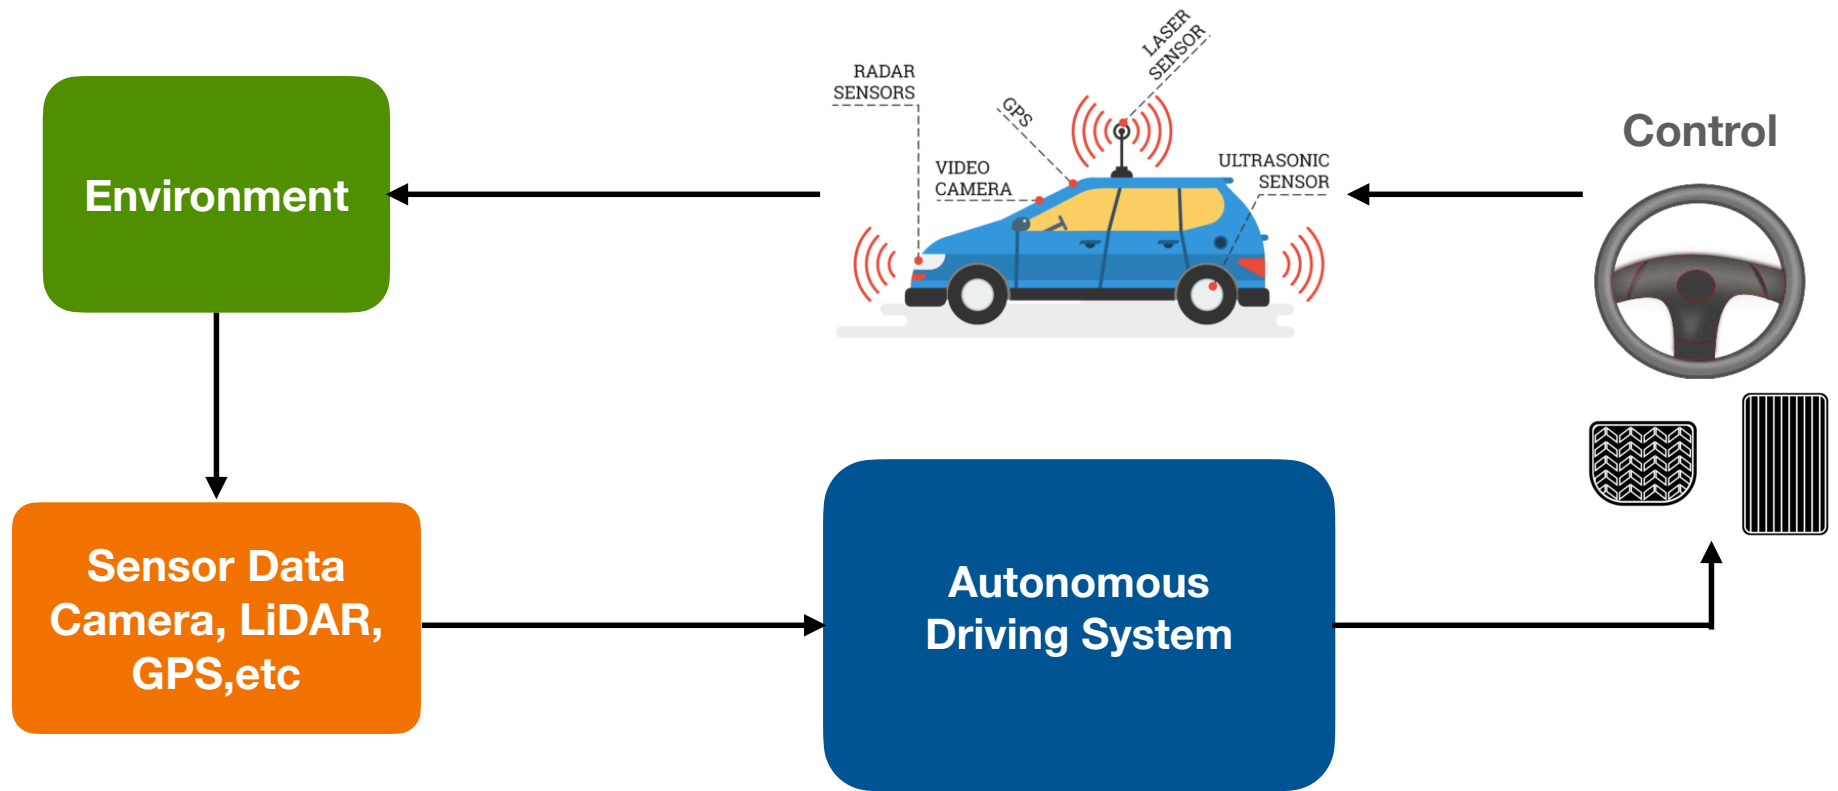 LASER
SENSOR
RADAR
SENSORS
GPS
Control
VIDEO
CAMERA
ULTRASONIC
SENSOR
Environment
Sensor Data
Camera, LiDAR,
GPS,etc
Autonomous
Driving System